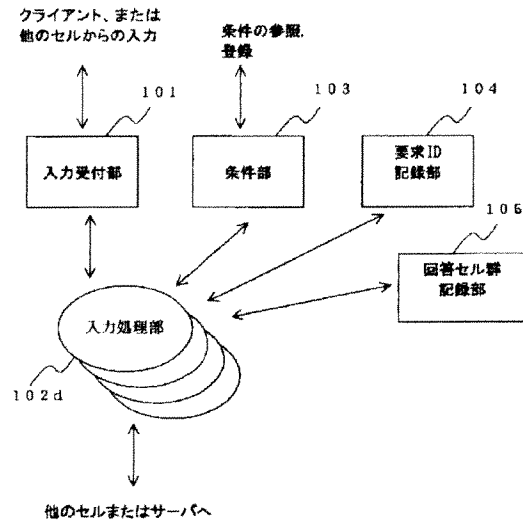 クライアント、または
他のセルからの入力
条件の参照、
登録
101
103
104
入力受付部
条件部
要求ID
記録部
105
回答セル群
記録部
入力処理部
102d
他のセルまたはサーバへ